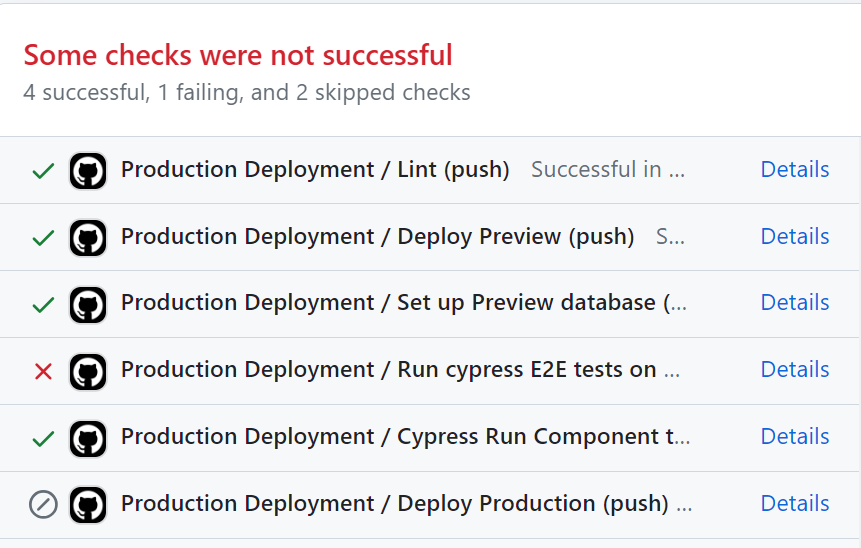 Some checks were not successful
4 successful, 1 failing, and 2 skipped checks
Production Deployment / Lint (push) Successful in ... Details
Production Deployment / Deploy Preview (push) S... Details
Production Deployment / Set up Preview database (... Details
Production Deployment / Run cypress E2E tests on ... Details
Production Deployment / Cypress Run Component t... Details
Production Deployment / Deploy Production (push) ... Details